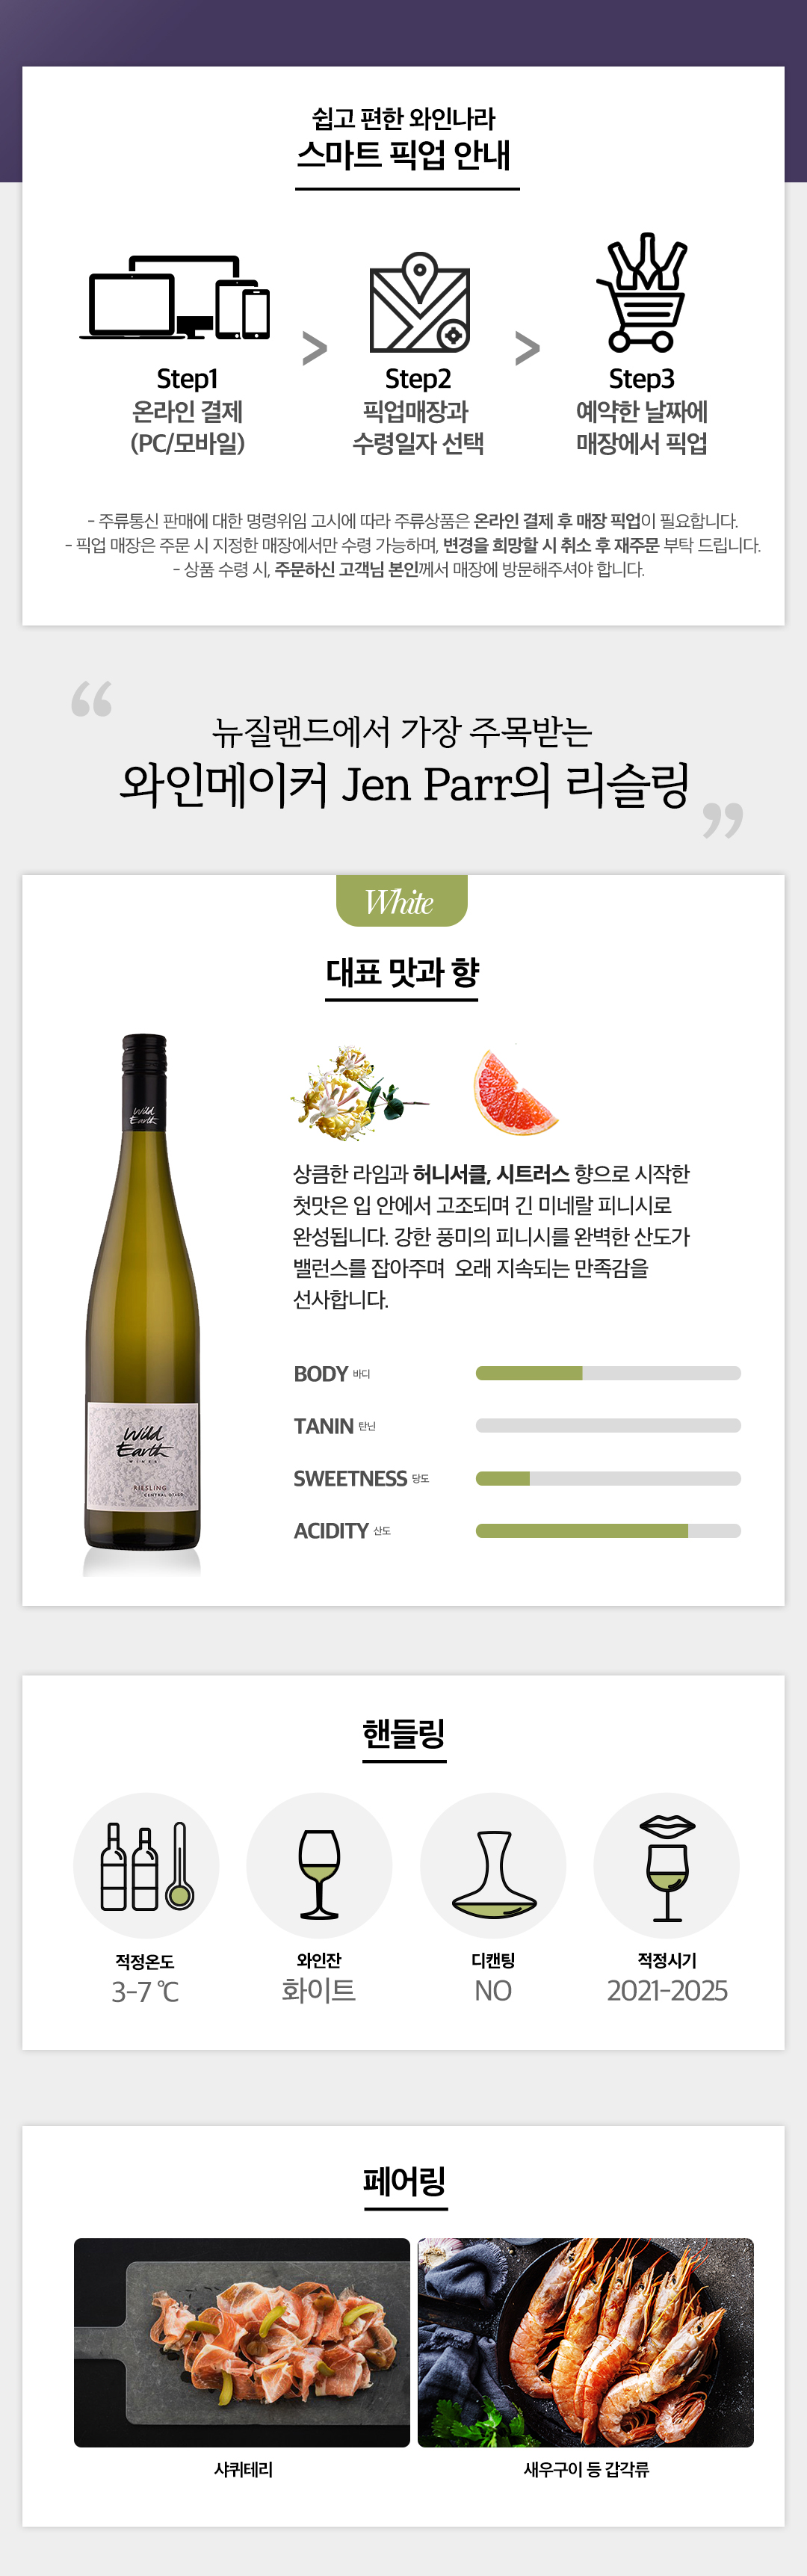 쉽고 편한 와인나라
스마트 픽업 안내
Step1
온라인 결제
(PC/모바일)
>
Step2
픽업매장과
수령일자 선택
>
Step3
예약한 날짜에
매장에서 픽업
- 주류통신 판매에 대한 명령위임 고시에 따라 주류상품은 온라인 결제 후 매장 픽업이 필요합니다.
- 픽업 매장은 주문 시 지정한 매장에서만 수령 가능하며, 변경을 희망할 시 취소 후 재주문 부탁 드립니다.
- 상품 수령 시, 주문하신 고객님 본인께서 매장에 방문해주셔야 합니다.
“
뉴질랜드에서 가장 주목받는
와인메이커 Jen Parr의 리슬링
”
White
대표 맛과 향
Wild
Earth
상큼한 라임과 허니서클, 시트러스 향으로 시작한
첫맛은 입 안에서 고조되며 긴 미네랄 피니시로
완성됩니다. 강한 풍미의 피니시를 완벽한 산도가
밸런스를 잡아주며 오래 지속되는 만족감을
선사합니다.
BODY 바디
TANIN 탄닌
SWEETNESS 당도
ACIDITY 산도
Wild
Earth
WINES
RIESLING
CENTRAL OTAGO
핸들링
적정온도
3-7 ℃
와인잔
화이트
디캔팅
NO
적정시기
2021-2025
페어링
샤퀴테리
새우구이 등 갑각류